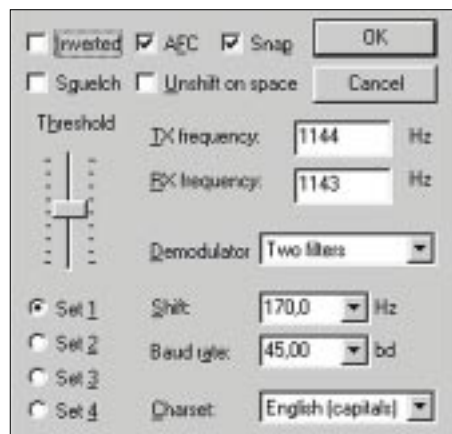 Inverted AFC Snap OK
Squelch Unshift on space Cancel
Threshold
TX frequency: 1144 Hz
RX frequency: 1143 Hz
Demodulator Two filters
Set 1 Shift: 170,0 Hz
Set 2 Baud rate: 45,00 bd
Set 3
Set 4 Charset: English (capitals)